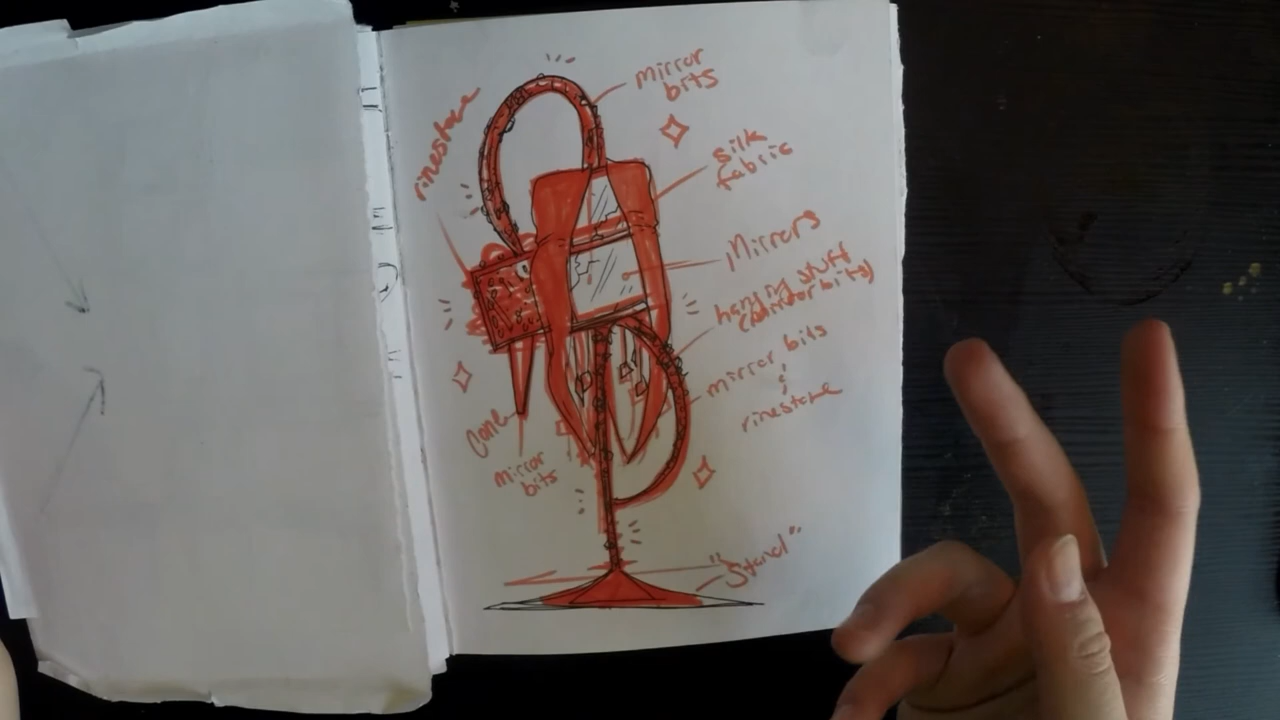 mirror
bits
rinestone
silk
fabric
Mirrors
hanging stuff
(mirror bits)
mirror bits
&
rinestone
cone
mirror
bits
"Stand"